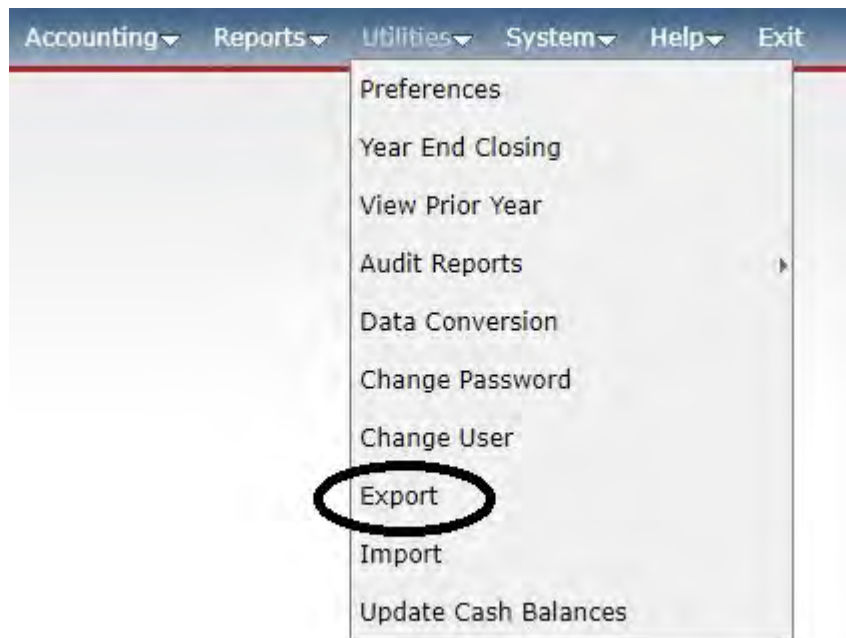 Accounting Reports Utilities System Help Exit
Preferences
Year End Closing
View Prior Year
Audit Reports
Data Conversion
Change Password
Change User
Export
Import
Update Cash Balances